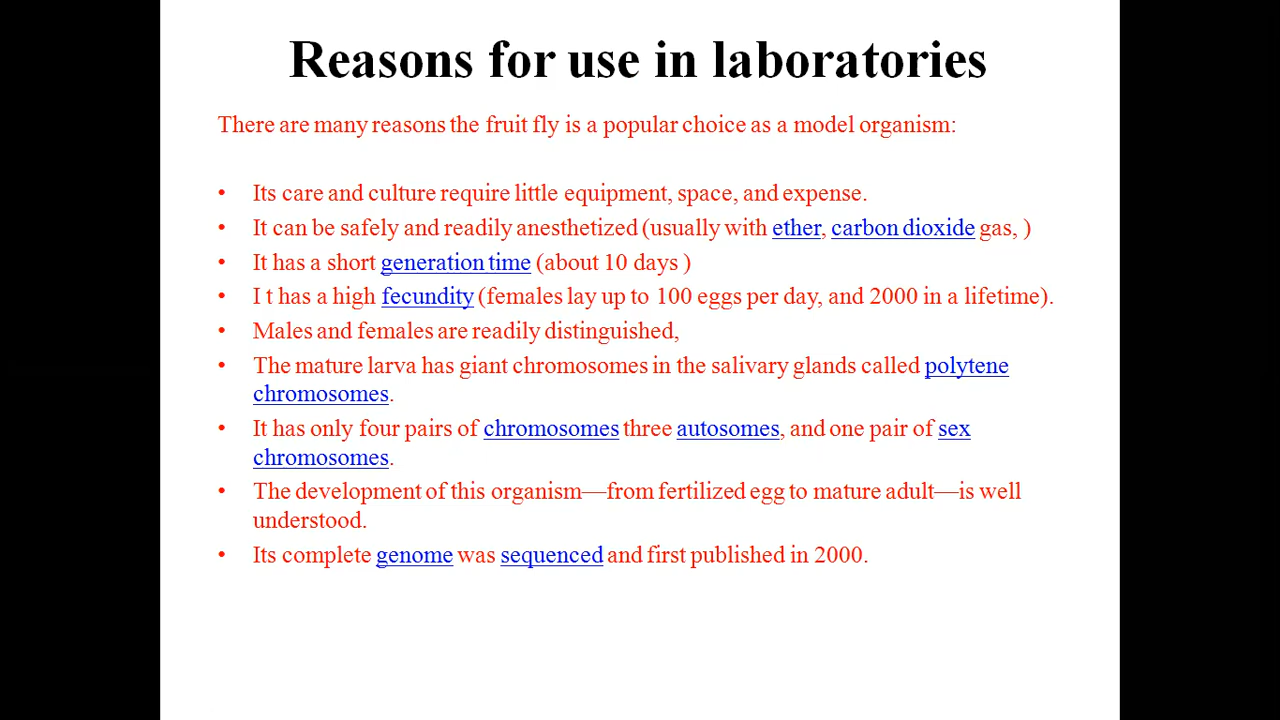 Reasons for use in laboratories
There are many reasons the fruit fly is a popular choice as a model organism:
• Its care and culture require little equipment, space, and expense.
• It can be safely and readily anesthetized (usually with ether, carbon dioxide gas, )
• It has a short generation time (about 10 days )
• I t has a high fecundity (females lay up to 100 eggs per day, and 2000 in a lifetime).
• Males and females are readily distinguished,
• The mature larva has giant chromosomes in the salivary glands called polytene
chromosomes.
• It has only four pairs of chromosomes three autosomes, and one pair of sex
chromosomes.
• The development of this organism—from fertilized egg to mature adult—is well
understood.
• Its complete genome was sequenced and first published in 2000.